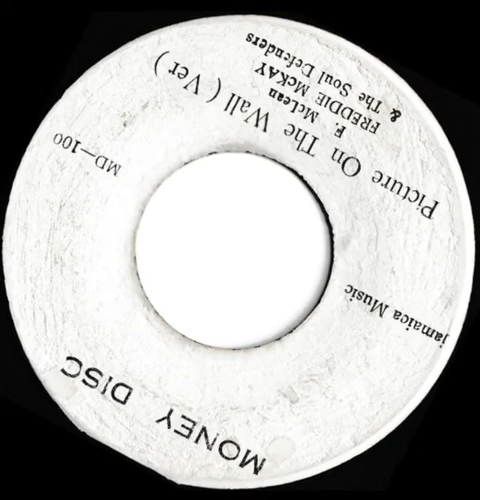 MONEY DISC
Jamaica Music
MD—100
Picture On The Wall ( Ver )
F. McLean
FREDDIE McKAY
& The Soul Defenders